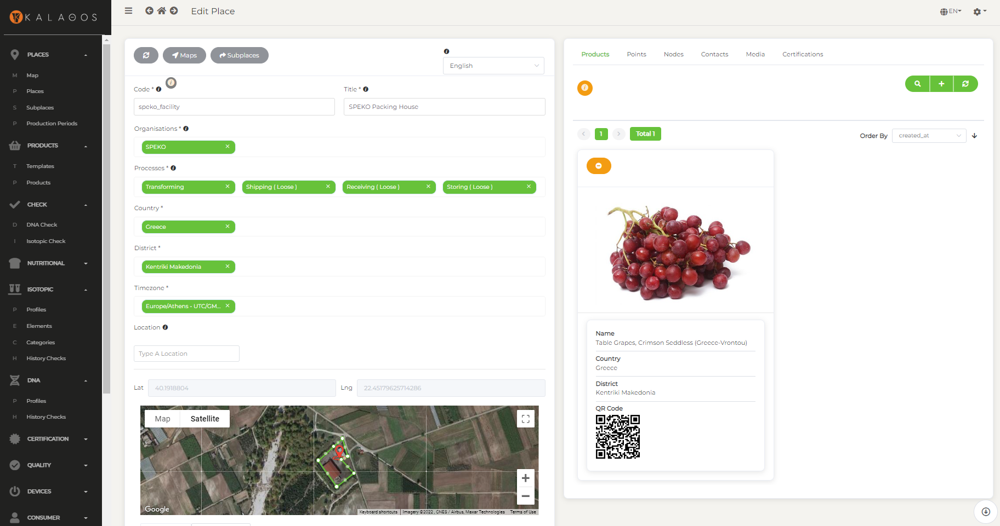 KALAΘOS
Edit Place
EN
PLACES
M Map
P Places
S Subplaces
P Production Periods
PRODUCTS
T Templates
P Products
CHECK
D DNA Check
I Isotopic Check
NUTRITIONAL
ISOTOPIC
P Profiles
E Elements
C Categories
H History Checks
DNA
P Profiles
H History Checks
CERTIFICATION
QUALITY
DEVICES
CONSUMER
Maps
Subplaces
English
Code *
Title *
speko_facility
SPEKO Packing House
Organisations *
SPEKO
Processes *
Transforming
Shipping ( Loose )
Receiving ( Loose )
Storing ( Loose )
Country *
Greece
District *
Kentriki Makedonia
Timezone *
Europe/Athens - UTC/GM...
Location
Type A Location
Lat
40.1918804
Lng
22.45179625714286
Map
Satellite
Google
Keyboard shortcuts
Imagery ©2022 , CNES / Airbus, Maxar Technologies
Terms of Use
Products
Points
Nodes
Contacts
Media
Certifications
1
Total 1
Order By
created_at
Name
Table Grapes, Crimson Seddless (Greece-Vrontou)
Country
Greece
District
Kentriki Makedonia
QR Code